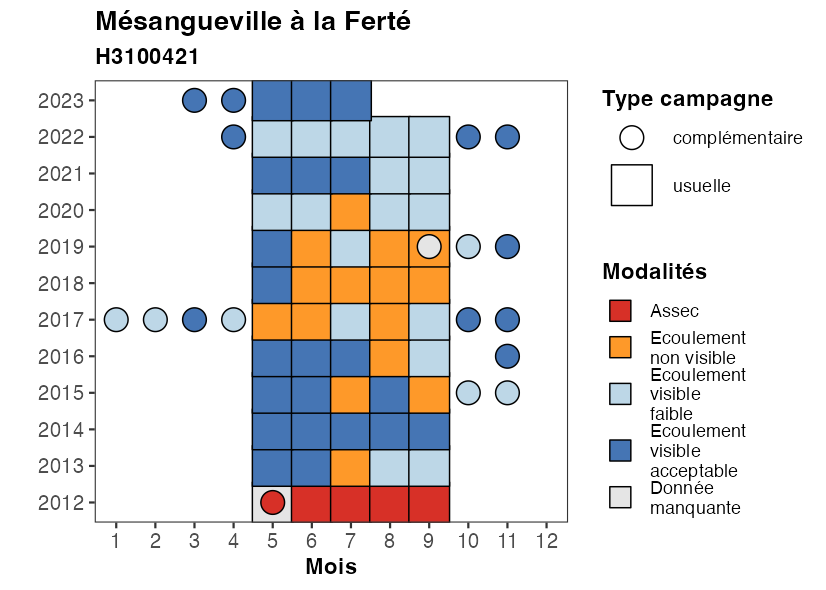 Mésangueville à la Ferté
H3100421
2023
2022
2021
2020
2019
2018
2017
2016
2015
2014
2013
2012
1 2 3 4 5 6 7 8 9 10 11 12
Mois
Type campagne
complémentaire
usuelle
Modalités
Assec
Ecoulement
non visible
Ecoulement
visible
faible
Ecoulement
visible
acceptable
Donnée
manquante